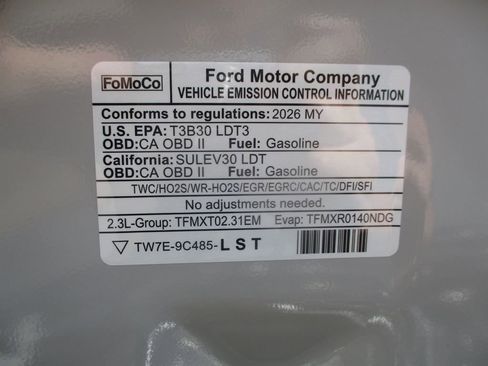 FoMoCo
Ford Motor Company
VEHICLE EMISSION CONTROL INFORMATION
Conforms to regulations: 2026 MY
U.S. EPA: T3B30 LDT3
OBD:CA OBD II Fuel: Gasoline
California: SULEV30 LDT
OBD:CA OBD II Fuel: Gasoline
TWC/HO2S/WR-HO2S/EGR/EGRC/CAC/TC/DFI/SFI
No adjustments needed.
2.3L-Group: TFMXT02.31EM Evap: TFMXR0140NDG
TW7E-9C485-LST